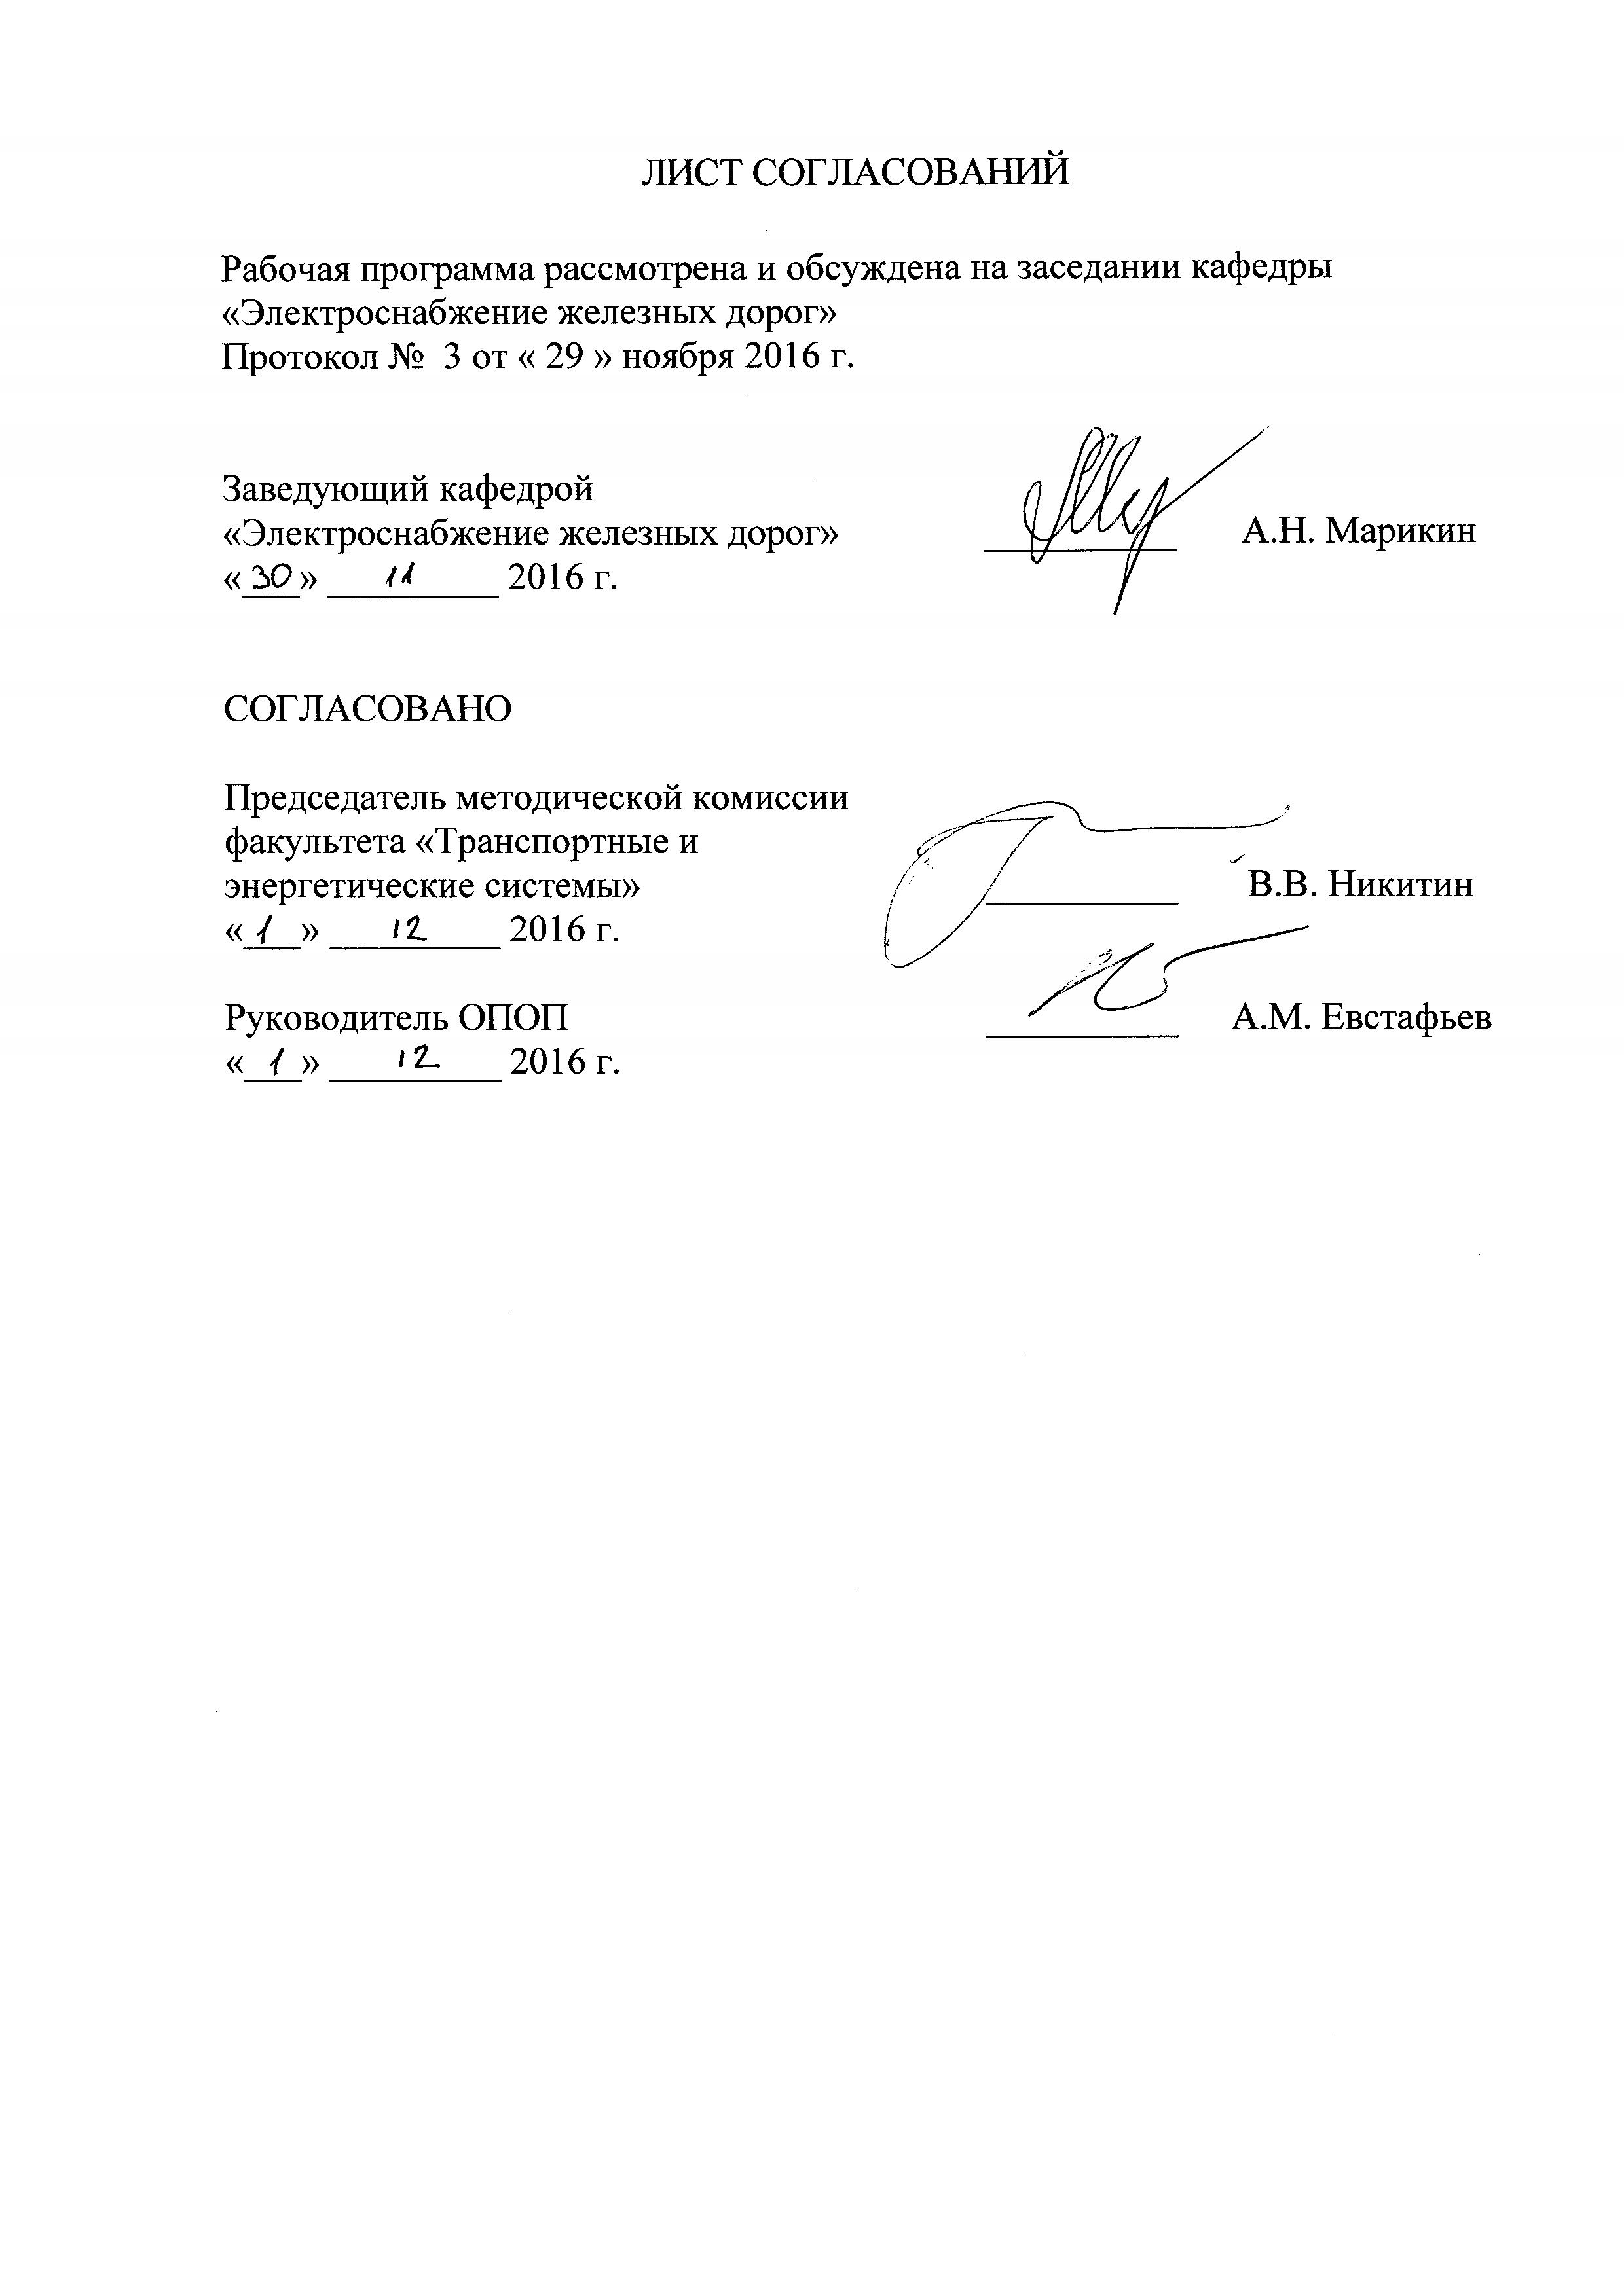 ЛИСТ СОГЛАСОВАНИЙ
Рабочая программа рассмотрена и обсуждена на заседании кафедры
«Электроснабжение железных дорог»
Протокол № 3 от « 29 » ноября 2016 г.
Заведующий кафедрой
«Электроснабжение железных дорог» А.Н. Марикин
«30» 11 2016 г.
СОГЛАСОВАНО
Председатель методической комиссии
факультета «Транспортные и
энергетические системы» В.В. Никитин
«1» 12 2016 г.
Руководитель ОПОП А.М. Евстафьев
«1» 12 2016 г.